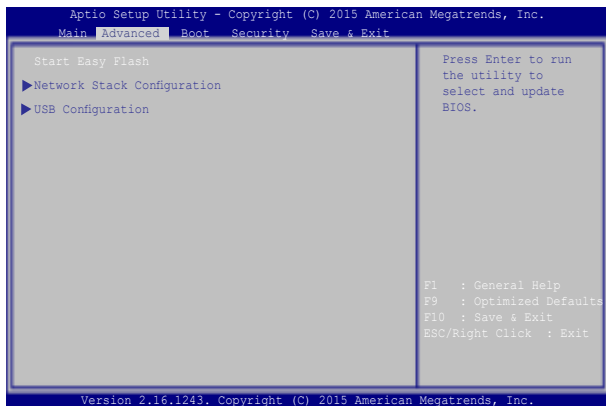 Aptio Setup Utility - Copyright (C) 2015 American Megatrends, Inc.
Main Advanced Boot Security Save & Exit
Start Easy Flash
Network Stack Configuration
USB Configuration
Press Enter to run
the utility to
select and update
BIOS.
F1 : General Help
F9 : Optimized Defaults
F10 : Save & Exit
ESC/Right Click : Exit
Version 2.16.1243. Copyright (C) 2015 American Megatrends, Inc.